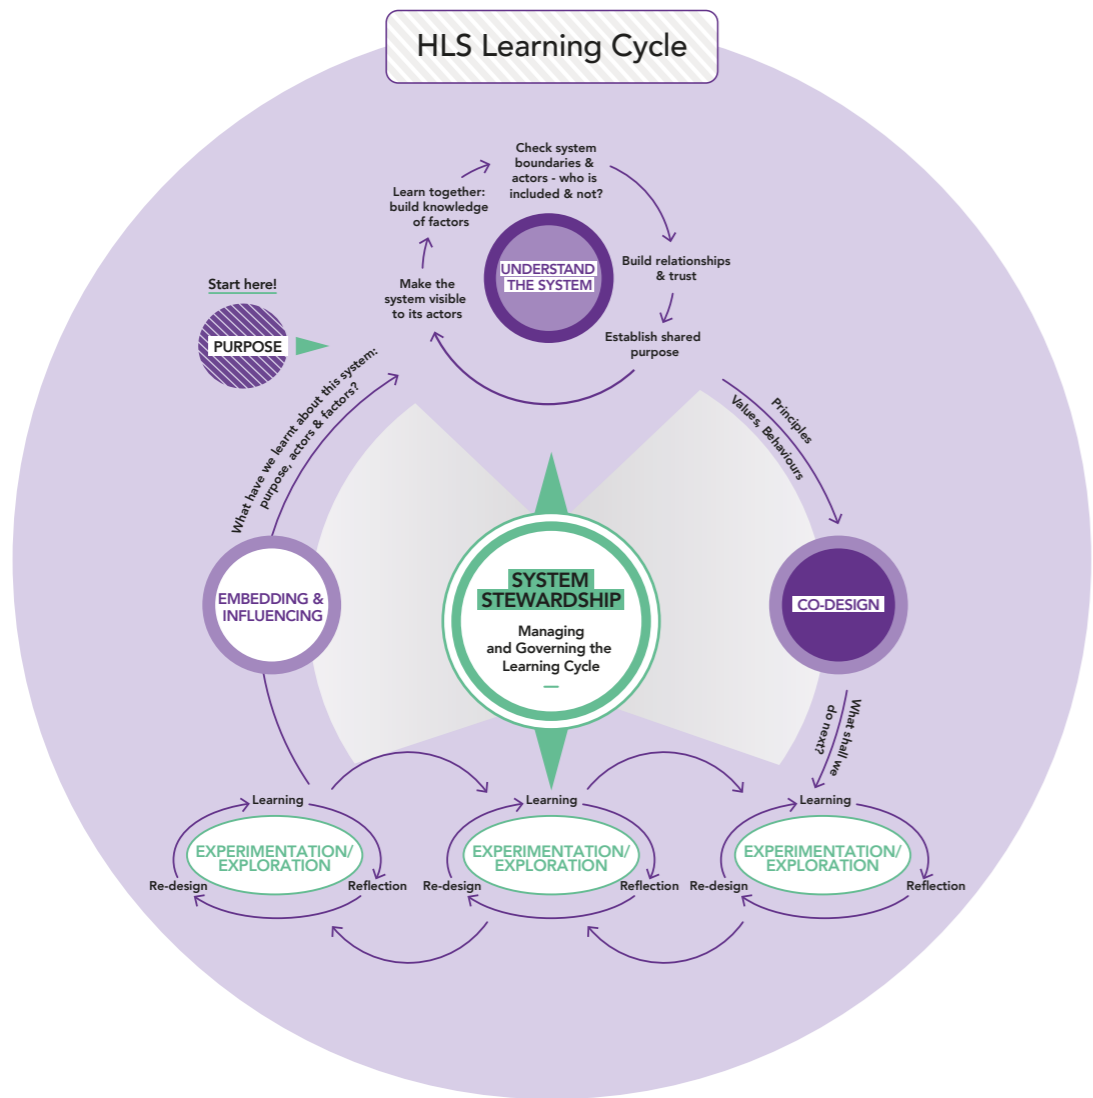 HLS Learning Cycle
Check system
boundaries &
actors - who is
included & not?
Learn together:
build knowledge
of factors
Build relationships
& trust
UNDERSTAND
THE SYSTEM
Make the
system visible
to its actors
Establish shared
purpose
Start here!
PURPOSE
What have we learnt about this system:
purpose, actors & factors?
Principles
Values, Behaviours
EMBEDDING &
INFLUENCING
SYSTEM
STEWARDSHIP
Managing
and Governing the
Learning Cycle
CO-DESIGN
What shall we
do next?
Learning
EXPERIMENTATION/
EXPLORATION
Re-design
Reflection
Learning
EXPERIMENTATION/
EXPLORATION
Re-design
Reflection
Learning
EXPERIMENTATION/
EXPLORATION
Re-design
Reflection